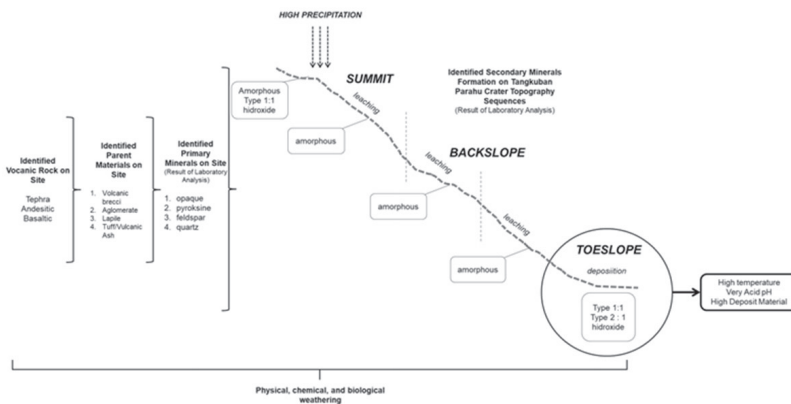 HIGH PRECIPITATION
SUMMIT
Identified Secondary Minerals
Formation on Tangkuban
Parahu Crater Topography
Sequences
(Result of Laboratory Analysis)
Amorphous
Type 1:1
hidroxide
leaching
amorphous
BACKSLOPE
leaching
amorphous
leaching
amorphous
TOESLOPE
deposition
Type 1:1
Type 2 : 1
hidroxide
High temperature
Very Acid pH
High Deposit Material
Identified
Vocanic Rock on
Site
Tephra
Andesitic
Basaltic
Identified
Parent
Materials on
Site
1. Volcanic
brecci
2. Aglomerate
3. Lapile
4. Tuff/Vulcanic
Ash
Identified
Primary
Minerals on Site
(Result of Laboratory
Analysis)
1. opaque
2. pyroksine
3. feldspar
4. quartz
Physical, chemical, and biological
weathering